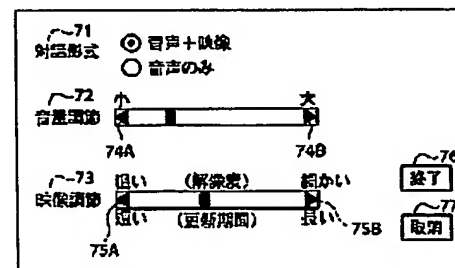 71
対話形式 ◉ 音声+映像
○ 音声のみ
72 小 大
音量調節
74A 74B
73 粗い (解像度) 細かい
映像調節
短い (更新期間) 長い
75A 75B
76
終了
77
取消